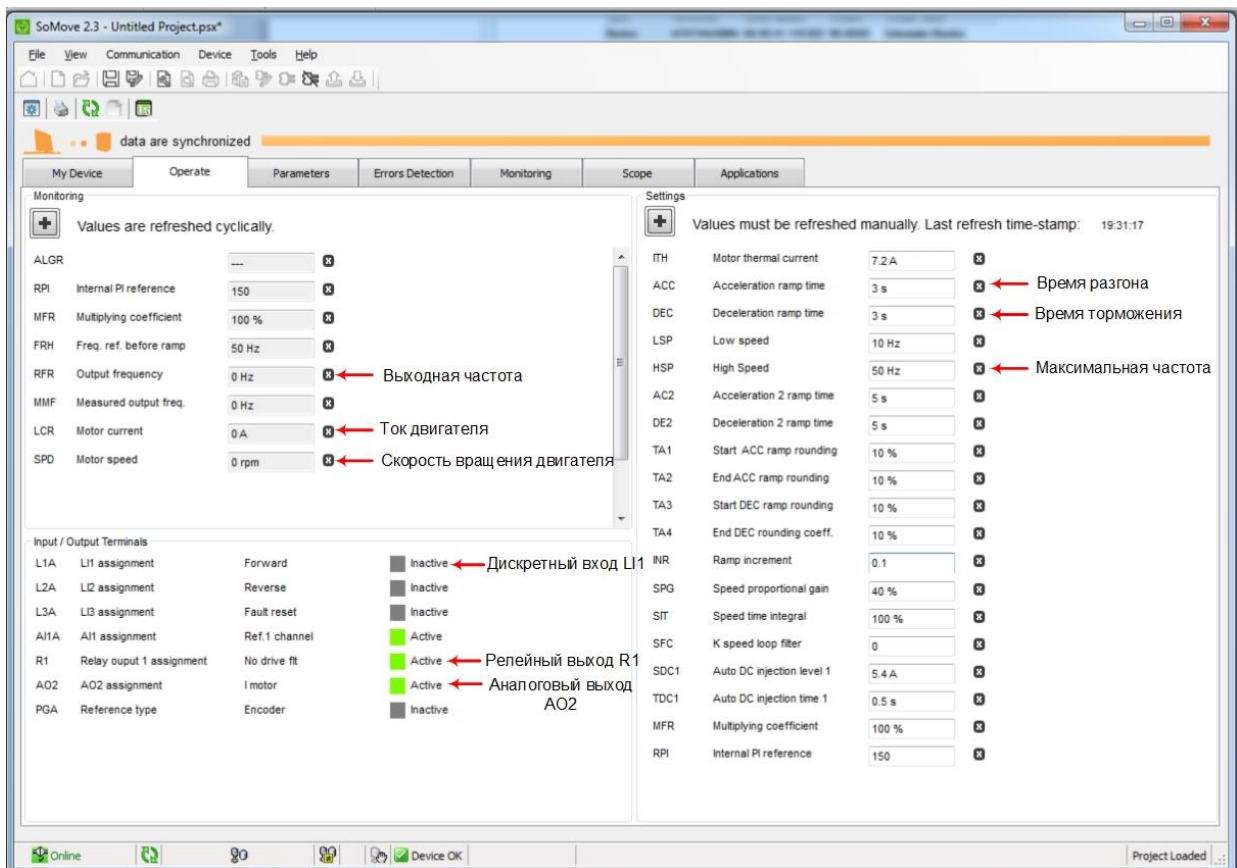 SoMove 2.3 - Untitled Project.psx*
File View Communication Device Tools Help
data are synchronized
My Device Operate Parameters Errors Detection Monitoring Scope Applications
Monitoring
Values are refreshed cyclically.
ALGR ---
RPI Internal PI reference 150
MFR Multiplying coefficient 100 %
FRH Freq. ref. before ramp 50 Hz
RFR Output frequency 0 Hz Выходная частота
MMF Measured output freq. 0 Hz
LCR Motor current 0 A Ток двигателя
SPD Motor speed 0 rpm Скорость вращения двигателя
Input / Output Terminals
L1A LI1 assignment Forward Inactive Дискретный вход LI1
L2A LI2 assignment Reverse Inactive
L3A LI3 assignment Fault reset Inactive
AI1A AI1 assignment Ref.1 channel Active
R1 Relay ouput 1 assignment No drive flt Active Релейный выход R1
AO2 AO2 assignment I motor Active Аналоговый выход
AO2
PGA Reference type Encoder Inactive
Settings
Values must be refreshed manually. Last refresh time-stamp: 19:31:17
ITH Motor thermal current 7.2 A
ACC Acceleration ramp time 3 s Время разгона
DEC Deceleration ramp time 3 s Время торможения
LSP Low speed 10 Hz
HSP High Speed 50 Hz Максимальная частота
AC2 Acceleration 2 ramp time 5 s
DE2 Deceleration 2 ramp time 5 s
TA1 Start ACC ramp rounding 10 %
TA2 End ACC ramp rounding 10 %
TA3 Start DEC ramp rounding 10 %
TA4 End DEC rounding coeff. 10 %
INR Ramp increment 0.1
SPG Speed proportional gain 40 %
SIT Speed time integral 100 %
SFC K speed loop filter 0
SDC1 Auto DC injection level 1 5.4 A
TDC1 Auto DC injection time 1 0.5 s
MFR Multiplying coefficient 100 %
RPI Internal PI reference 150
Online Device OK Project Loaded